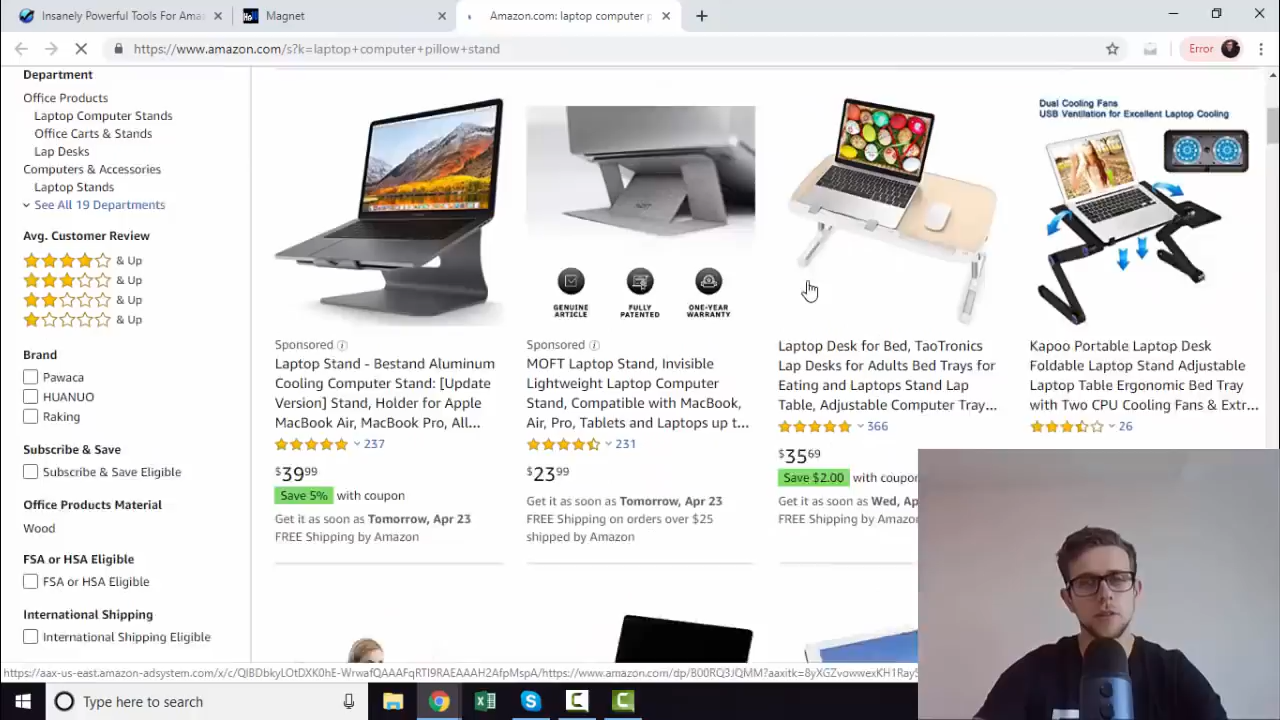 Insanely Powerful Tools For Ama
Magnet
Amazon.com: laptop computer p
https://www.amazon.com/s?k=laptop+computer+pillow+stand
Error
Department
Office Products
Laptop Computer Stands
Office Carts & Stands
Lap Desks
Computers & Accessories
Laptop Stands
See All 19 Departments
Avg. Customer Review
& Up
& Up
& Up
& Up
Brand
Pawaca
HUANUO
Raking
Subscribe & Save
Subscribe & Save Eligible
Office Products Material
Wood
FSA or HSA Eligible
FSA or HSA Eligible
International Shipping
International Shipping Eligible
Sponsored
Laptop Stand - Bestand Aluminum
Cooling Computer Stand: [Update
Version] Stand, Holder for Apple
MacBook Air, MacBook Pro, All...
237
$39 99
Save 5% with coupon
Get it as soon as Tomorrow, Apr 23
FREE Shipping by Amazon
GENUINE ARTICLE
FULLY PATENTED
ONE-YEAR WARRANTY
Sponsored
MOFT Laptop Stand, Invisible
Lightweight Laptop Computer
Stand, Compatible with MacBook,
Air, Pro, Tablets and Laptops up t...
231
$23 99
Get it as soon as Tomorrow, Apr 23
FREE Shipping on orders over $25
shipped by Amazon
Laptop Desk for Bed, TaoTronics
Lap Desks for Adults Bed Trays for
Eating and Laptops Stand Lap
Table, Adjustable Computer Tray...
366
$35 69
Save $2.00 with coupon
Get it as soon as Wed, Ap
FREE Shipping by Amazo
Dual Cooling Fans
USB Ventilation for Excellent Laptop Cooling
Kapoo Portable Laptop Desk
Foldable Laptop Stand Adjustable
Laptop Table Ergonomic Bed Tray
with Two CPU Cooling Fans & Extr...
26
Type here to search